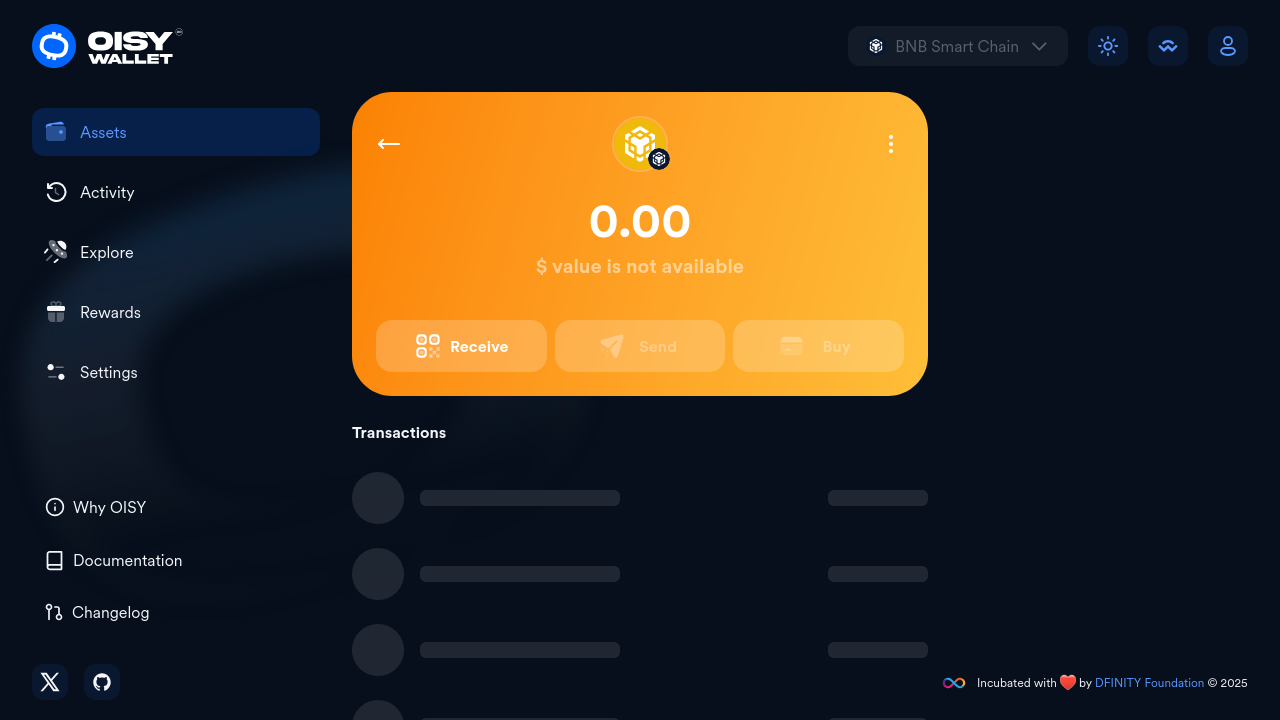 OISY
WALLET
BNB Smart Chain
Assets
Activity
Explore
Rewards
Settings
Why OISY
Documentation
Changelog
0.00
$ value is not available
Receive
Send
Buy
Transactions
Incubated with ❤️ by DFINITY Foundation © 2025